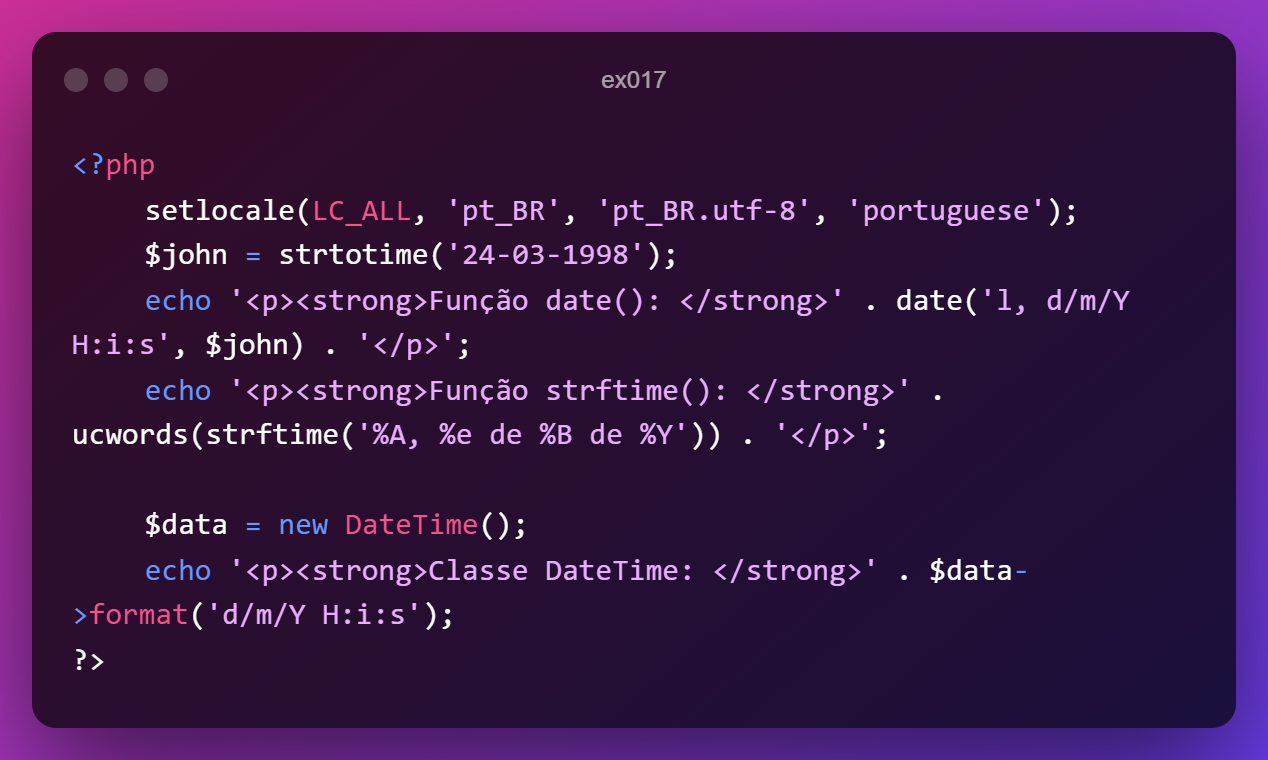 ex017
<?php
    setlocale(LC_ALL, 'pt_BR', 'pt_BR.utf-8', 'portuguese');
    $john = strtotime('24-03-1998');
    echo '<p><strong>Função date(): </strong>' . date('l, d/m/Y
H:i:s', $john) . '</p>';
    echo '<p><strong>Função strftime(): </strong>' .
ucwords(strftime('%A, %e de %B de %Y')) . '</p>';

    $data = new DateTime();
    echo '<p><strong>Classe DateTime: </strong>' . $data-
>format('d/m/Y H:i:s');
?>